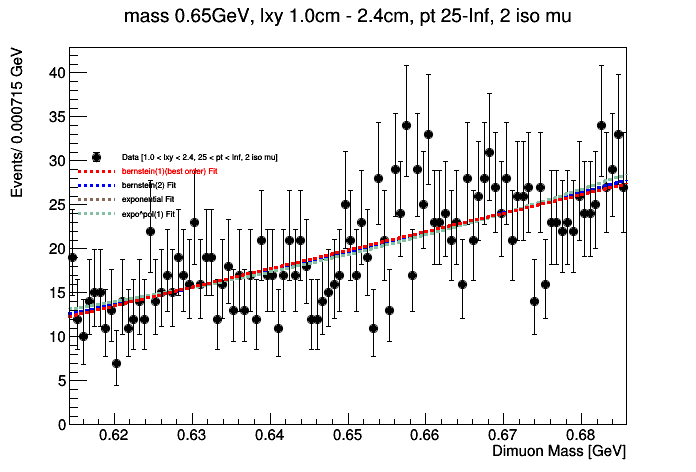 mass 0.65GeV, lxy 1.0cm - 2.4cm, pt 25-Inf, 2 iso mu
Events/ 0.000715 GeV
40
35
30
25
20
15
10
5
0
Data [1.0 < lxy < 2.4, 25 < pt < Inf, 2 iso mu]
bernstein(1)(best order) Fit
bernstein(2) Fit
exponential Fit
expo*pol(1) Fit
0.62 0.63 0.64 0.65 0.66 0.67 0.68
Dimuon Mass [GeV]